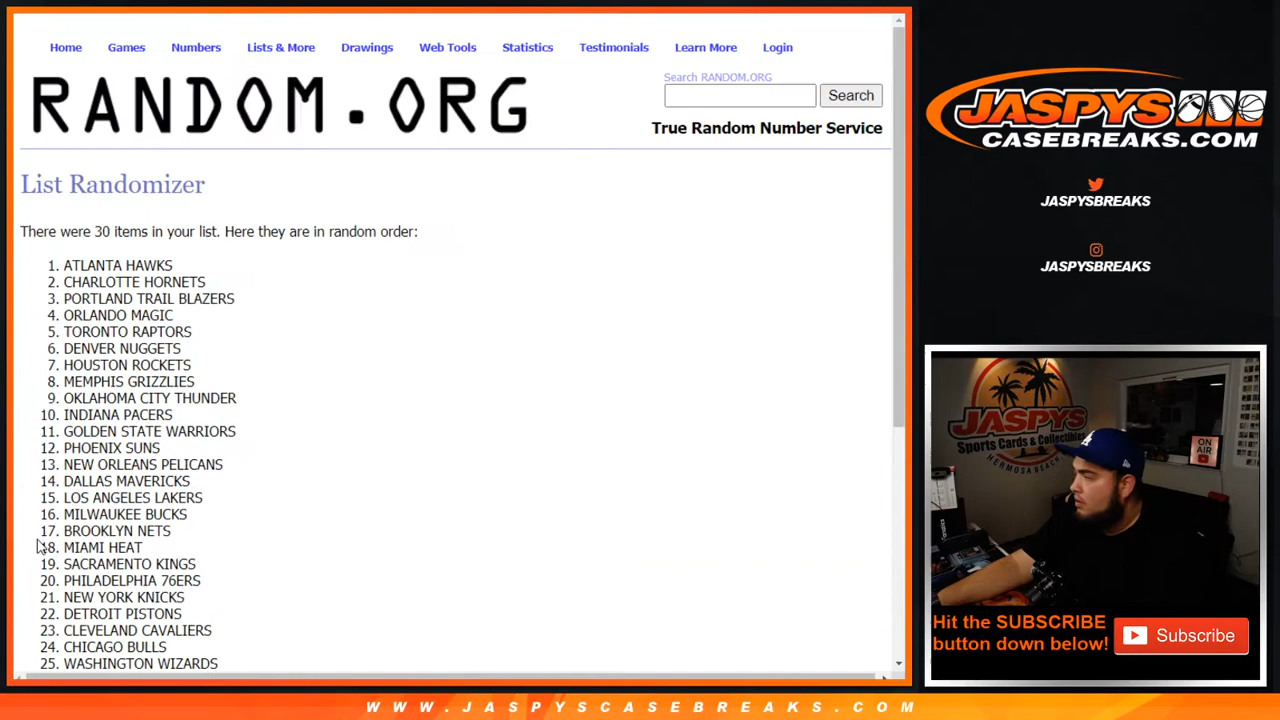 Home Games Numbers Lists & More Drawings Web Tools Statistics Testimonials Learn More Login
RANDOM.ORG
Search RANDOM.ORG
Search
True Random Number Service
List Randomizer
There were 30 items in your list. Here they are in random order:
1. ATLANTA HAWKS
2. CHARLOTTE HORNETS
3. PORTLAND TRAIL BLAZERS
4. ORLANDO MAGIC
5. TORONTO RAPTORS
6. DENVER NUGGETS
7. HOUSTON ROCKETS
8. MEMPHIS GRIZZLIES
9. OKLAHOMA CITY THUNDER
10. INDIANA PACERS
11. GOLDEN STATE WARRIORS
12. PHOENIX SUNS
13. NEW ORLEANS PELICANS
14. DALLAS MAVERICKS
15. LOS ANGELES LAKERS
16. MILWAUKEE BUCKS
17. BROOKLYN NETS
18. MIAMI HEAT
19. SACRAMENTO KINGS
20. PHILADELPHIA 76ERS
21. NEW YORK KNICKS
22. DETROIT PISTONS
23. CLEVELAND CAVALIERS
24. CHICAGO BULLS
25. WASHINGTON WIZARDS
JASPYS
CASEBREAKS.COM
JASPYSBREAKS
JASPYSBREAKS
JASPYS
Sports Cards & Collectibles
HERMOSA BEACH
ON
AIR
LA
Hit the SUBSCRIBE
button down below!
Subscribe
WWW.JASPYSCASEBREAKS.COM